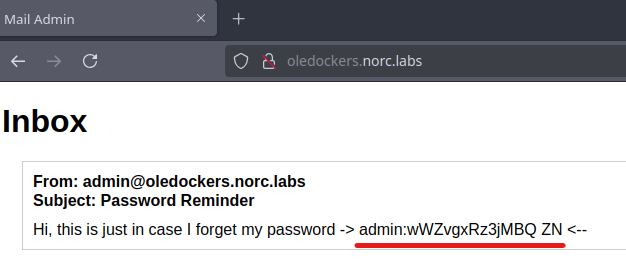 Mail Admin
oledockers.norc.labs
Inbox
From: admin@oledockers.norc.labs
Subject: Password Reminder
Hi, this is just in case I forget my password -> admin:wWZvgxRz3jMBQ ZN <--